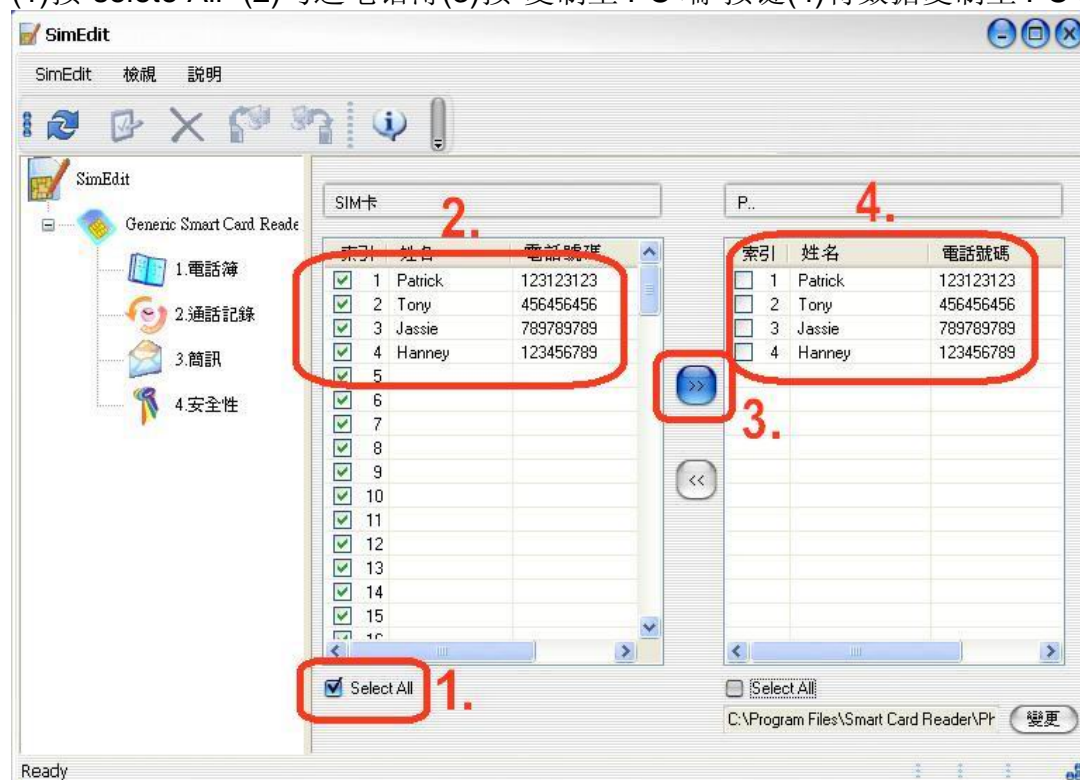 SimEdit
SimEdit 檢視 說明
SimEdit
Generic Smart Card Reade
1.電話簿
2.通話記錄
3.簡訊
4.安全性
SIM卡
2.
索引 姓名 電話號碼
1 Patrick 123123123
2 Tony 456456456
3 Jassie 789789789
4 Hanney 123456789
5
6
7
8
9
10
11
12
13
14
15
Select All 1.
>>
3.
<<
P..
4.
索引 姓名 電話號碼
1 Patrick 123123123
2 Tony 456456456
3 Jassie 789789789
4 Hanney 123456789
Select All
C:\Program Files\Smart Card Reader\Ph 變更
Ready